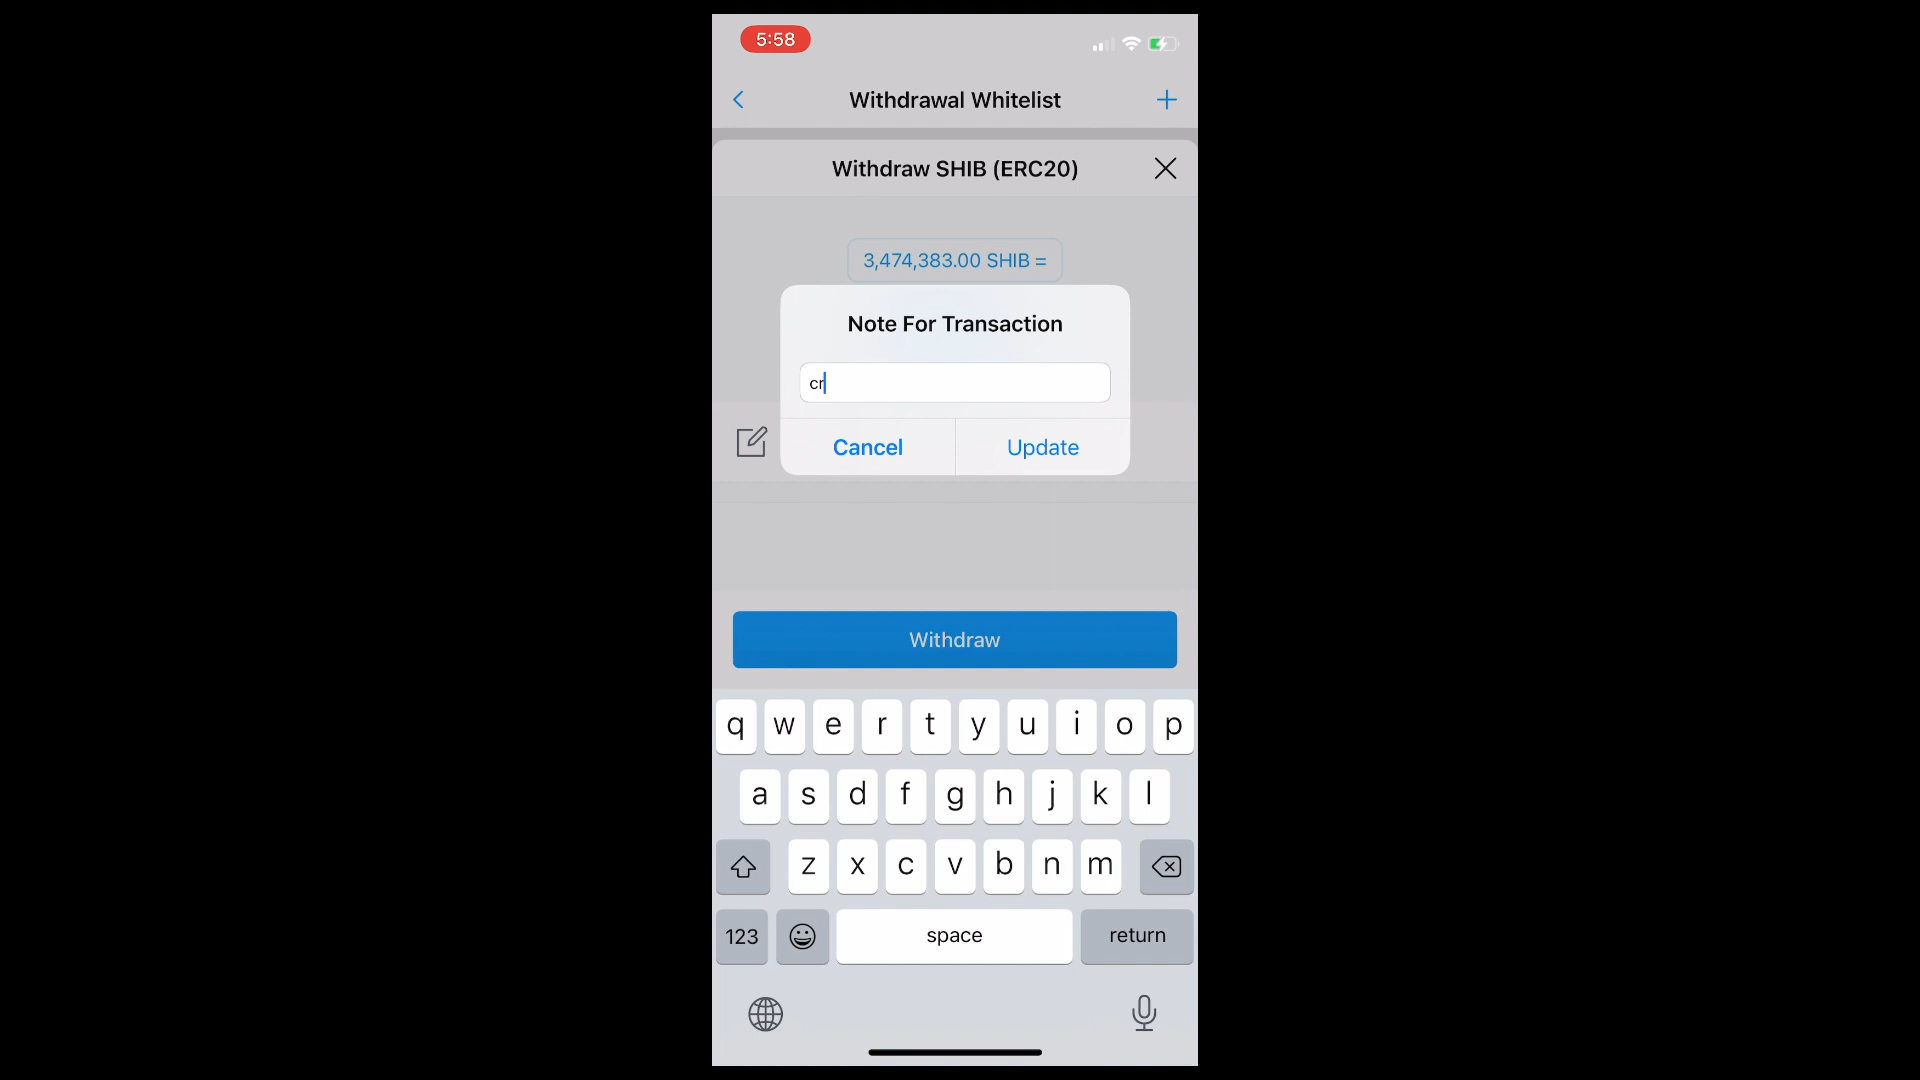 5:58
Withdrawal Whitelist
Withdraw SHIB (ERC20)
3,474,383.00 SHIB =
Note For Transaction
cr
Cancel Update
Withdraw
q w e r t y u i o p
a s d f g h j k l
z x c v b n m
123 space return